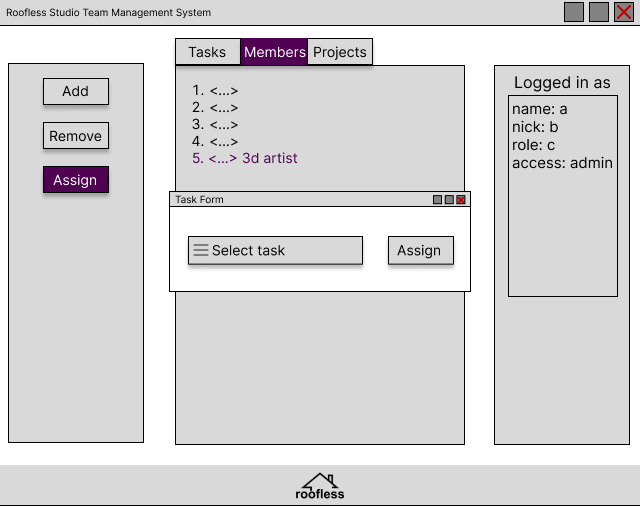 Roofless Studio Team Management System
Tasks Members Projects
Add
Remove
Assign
1. <...>
2. <...>
3. <...>
4. <...>
5. <...> 3d artist
Task Form
Select task
Assign
Logged in as
name: a
nick: b
role: c
access: admin
roofless